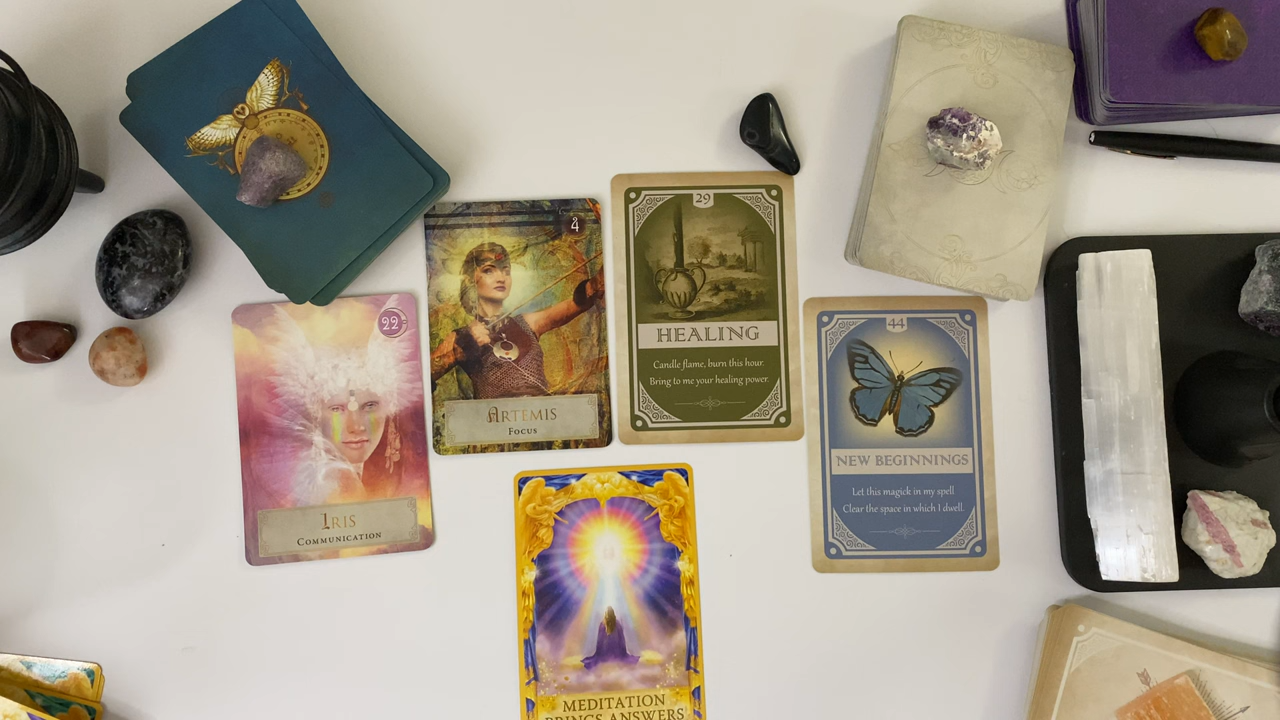 22
IRIS
COMMUNICATION
4
ARTEMIS
FOCUS
29
HEALING
Candle flame, burn this hour.
Bring to me your healing power.
44
NEW BEGINNINGS
Let this magick in my spell
Clear the space in which I dwell.
MEDITATION
BRINGS ANSWERS